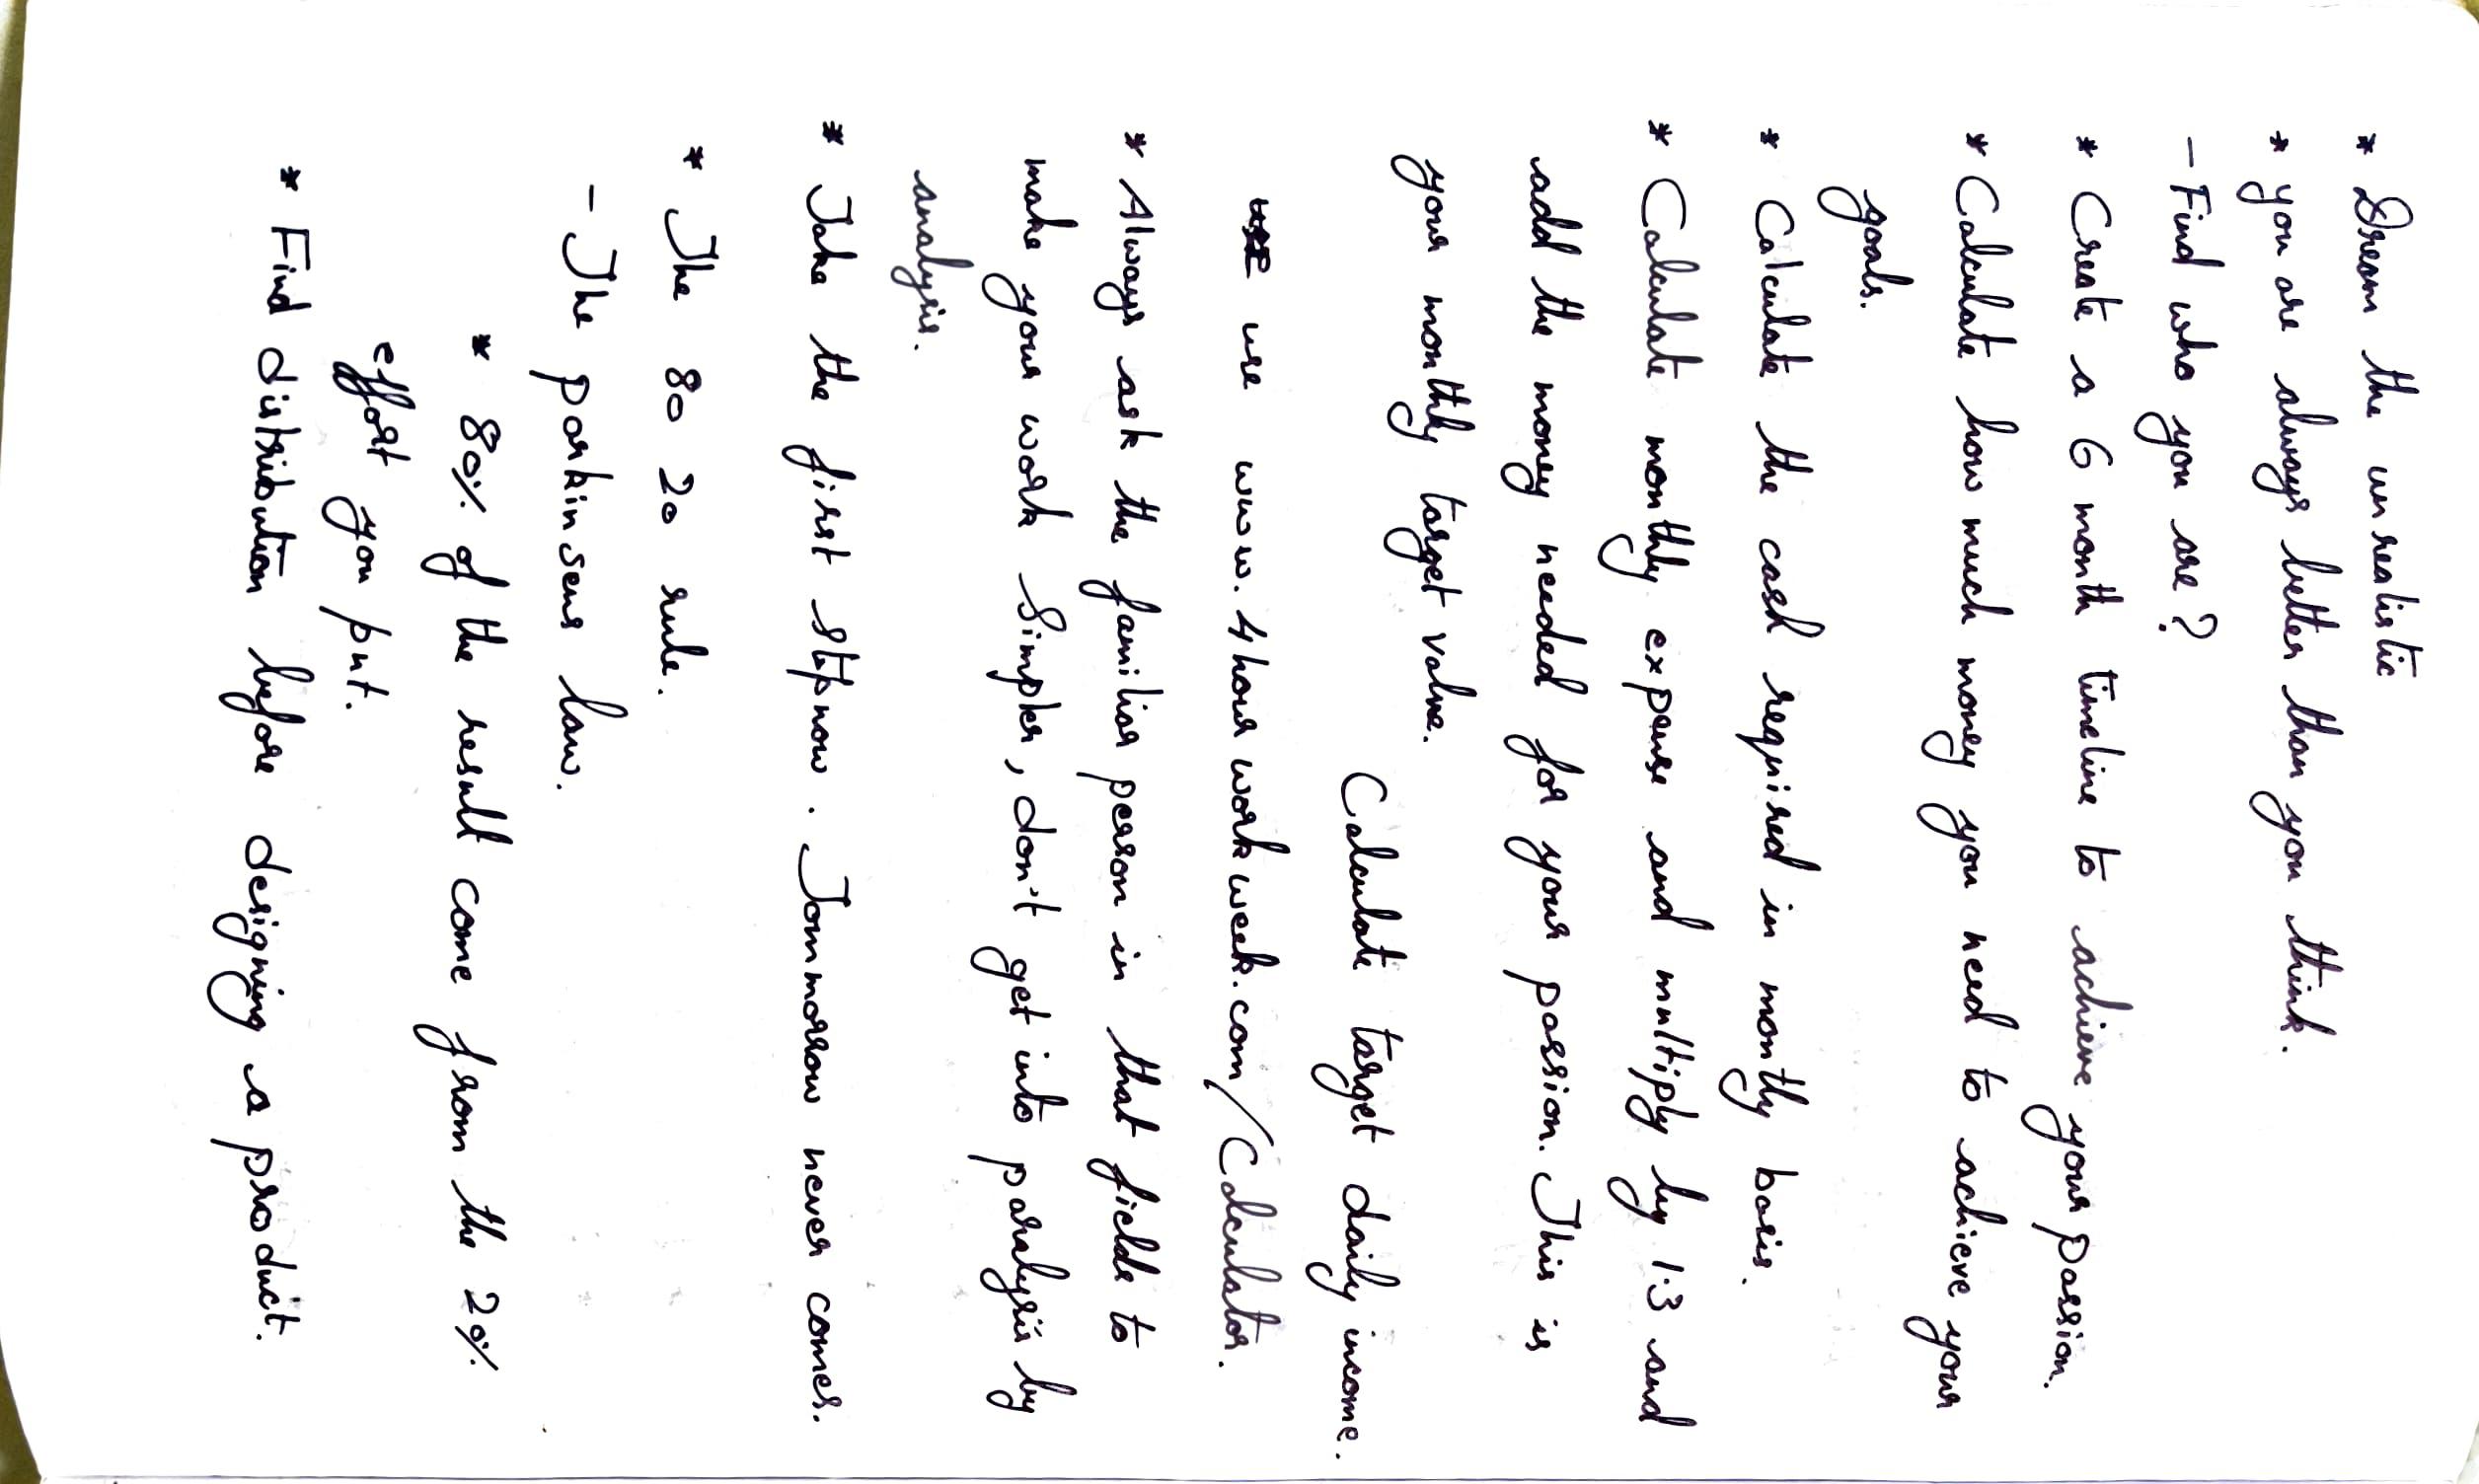 * Dream the unrealistic
* you are always better than you think.
- Find who you are?
* Create a 6 month timeline to achieve your passion.
* Calculate how much money you need to achieve your
goals.
* Calculate the cash required in montly basis.
* Calculate monthly expense and multiply by 1.3 and
add the money needed for your passion. This is
your monthly target value.
Calculate target daily income.
use www.4hourworkweek.com/Calculator.
* Always ask the familiar person in that fields to
make your work Simpler, don't get into paralysis by
analysis.
* Take the first step now. Tommorrow never comes.
* The 80 20 rule.
- The parkinsens law.
* 80% of the result come from the 20%
effort you put.
* Find distribution before designing a product.